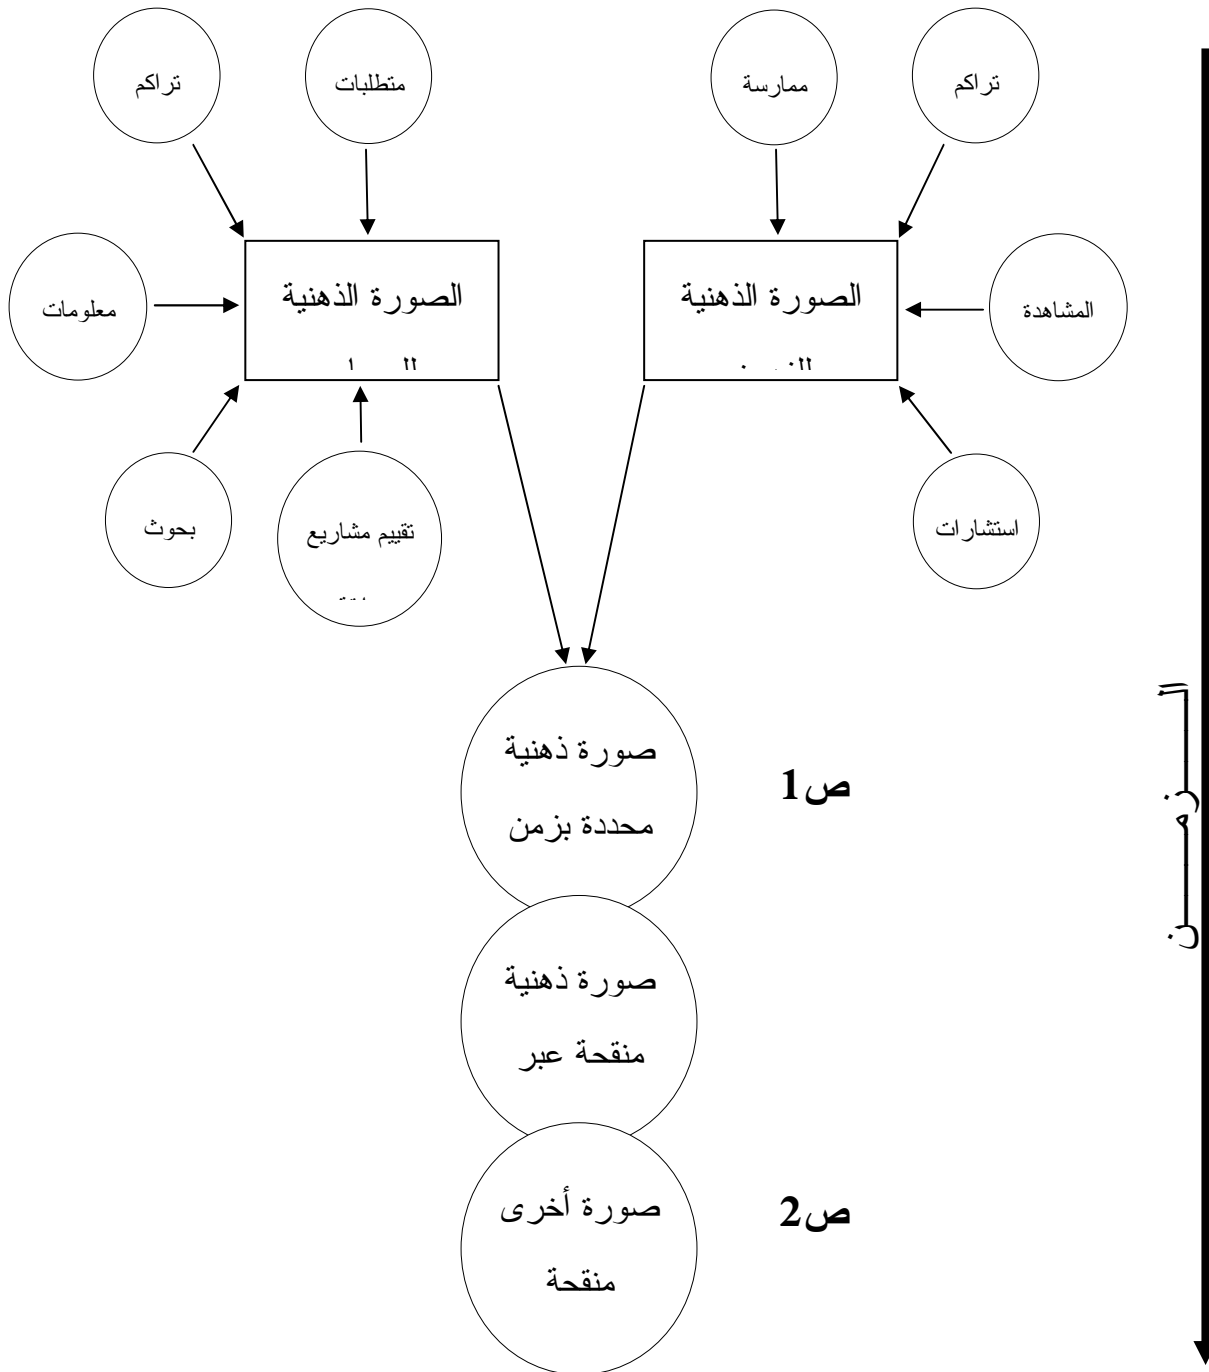 تراكم
ممارسة
متطلبات
تراكم
المشاهدة
الصورة الذهنية
الصورة الذهنية
معلومات
استشارات
تقييم مشاريع
بحوث
صورة ذهنية
محددة بزمن
ص1
الـــزمـــن
صورة ذهنية
منقحة عبر
صورة أخرى
منقحة
ص2